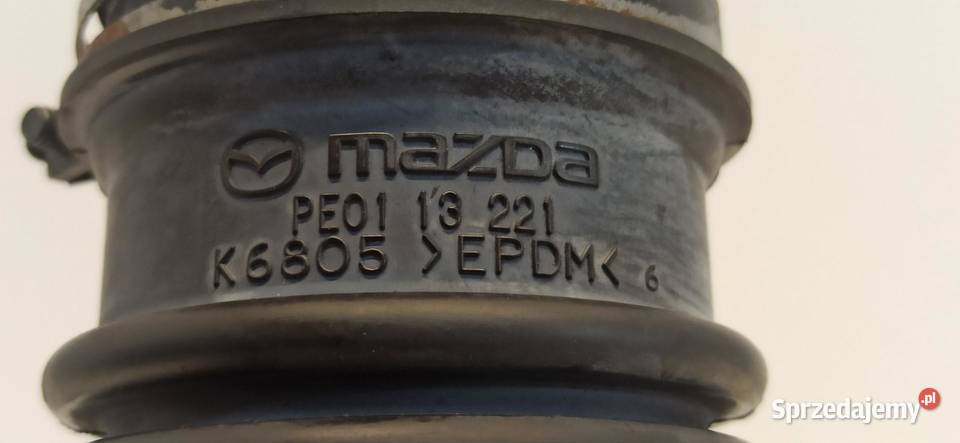 mazda
PE01 13 221
K6805 >EPDM< 6
Sprzedajemy.pl